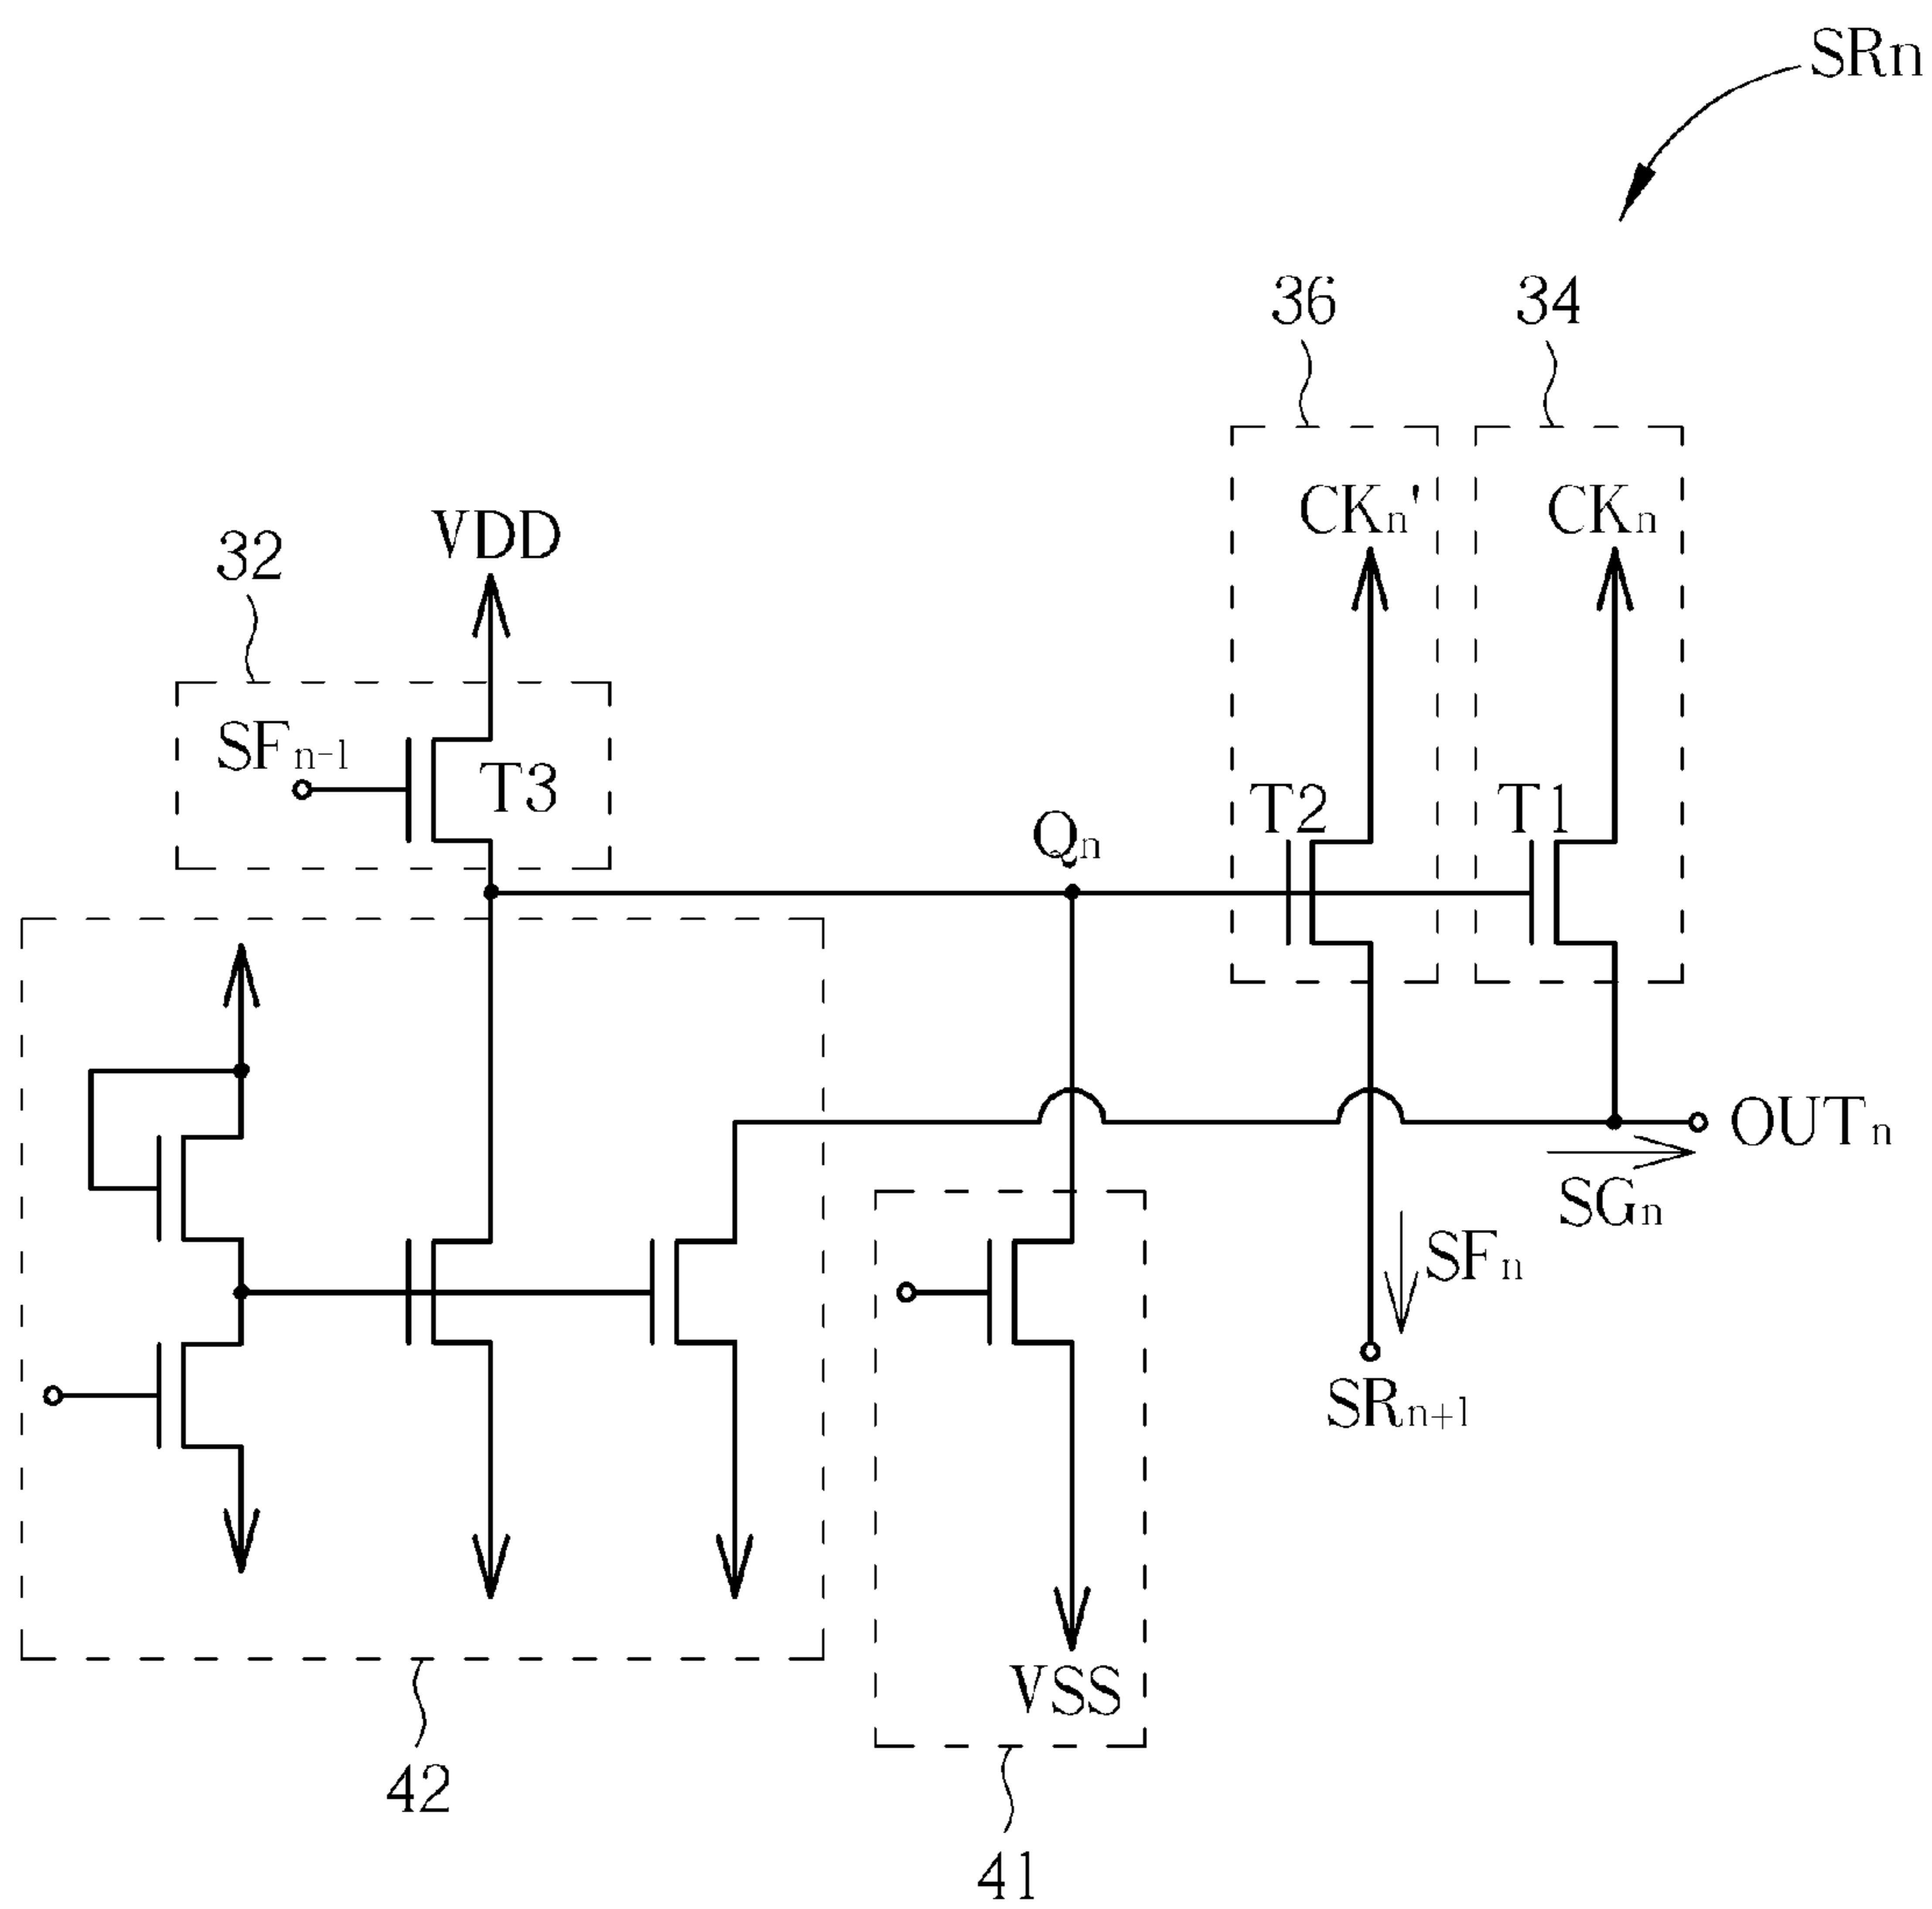 SRn
36 34
CKn' CKn
32 VDD
SFn-1
T3
T2 T1
Qn
OUTn
SGn
SFn
SRn+1
VSS
42
41